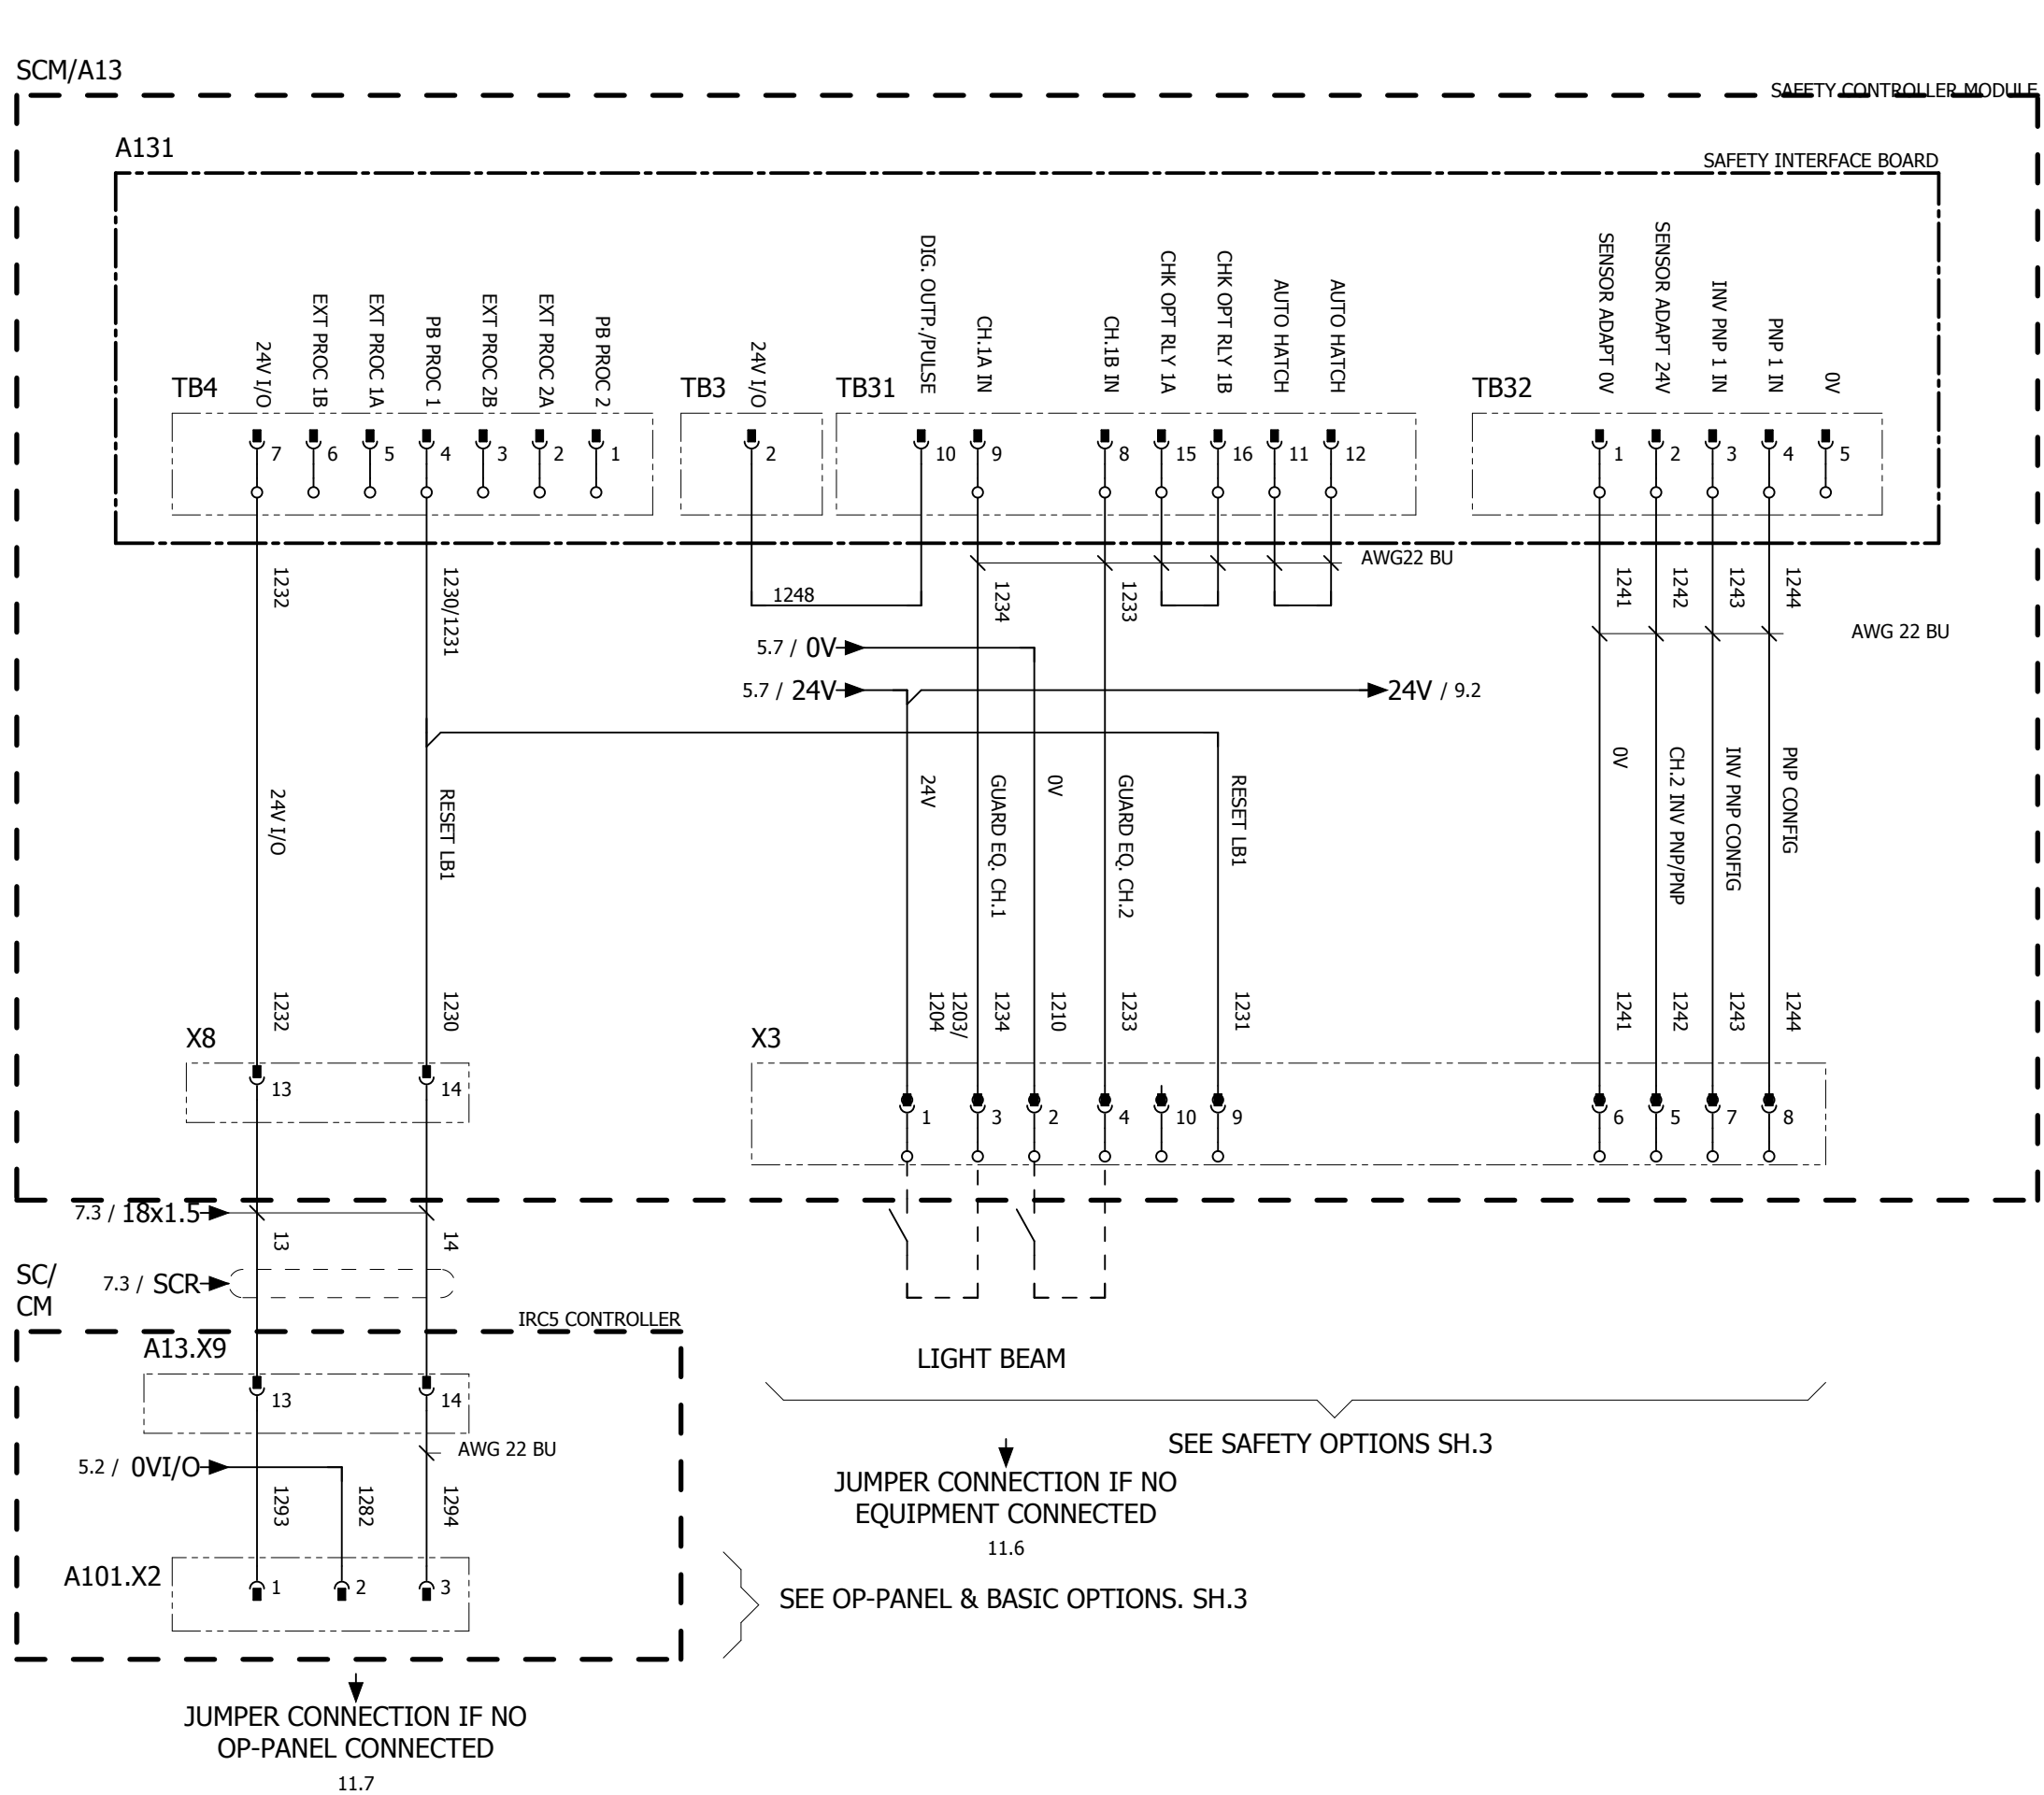 SCM/A13
SAFETY CONTROLLER MODULE
A131
SAFETY INTERFACE BOARD
TB4
24V I/O
EXT PROC 1B
EXT PROC 1A
PB PROC 1
EXT PROC 2B
EXT PROC 2A
PB PROC 2
TB3
24V I/O
TB31
DIG. OUTP./PULSE
CH.1A IN
CH.1B IN
CHK OPT RLY 1A
CHK OPT RLY 1B
AUTO HATCH
AUTO HATCH
TB32
SENSOR ADAPT 0V
SENSOR ADAPT 24V
INV PNP 1 IN
PNP 1 IN
0V
7 6 5 4 3 2 1
2
10 9 8 15 16 11 12
1 2 3 4 5
AWG22 BU
1232
1230/1231
1248
1234
1233
1241
1242
1243
1244
AWG 22 BU
5.7 / 0V
5.7 / 24V
24V / 9.2
24V I/O
RESET LB1
24V
GUARD EQ. CH.1
0V
GUARD EQ. CH.2
RESET LB1
0V
CH.2 INV PNP/PNP
INV PNP CONFIG
PNP CONFIG
1232
1230
1203/
1204
1234
1210
1233
1231
1241
1242
1243
1244
X8
13 14
X3
1 3 2 4 10 9 6 5 7 8
7.3 / 18x1.5
13
14
SC/
CM
7.3 / SCR
IRC5 CONTROLLER
A13.X9
13 14
AWG 22 BU
5.2 / 0VI/O
1293
1282
1294
A101.X2
1 2 3
LIGHT BEAM
SEE SAFETY OPTIONS SH.3
JUMPER CONNECTION IF NO
EQUIPMENT CONNECTED
11.6
SEE OP-PANEL & BASIC OPTIONS. SH.3
JUMPER CONNECTION IF NO
OP-PANEL CONNECTED
11.7